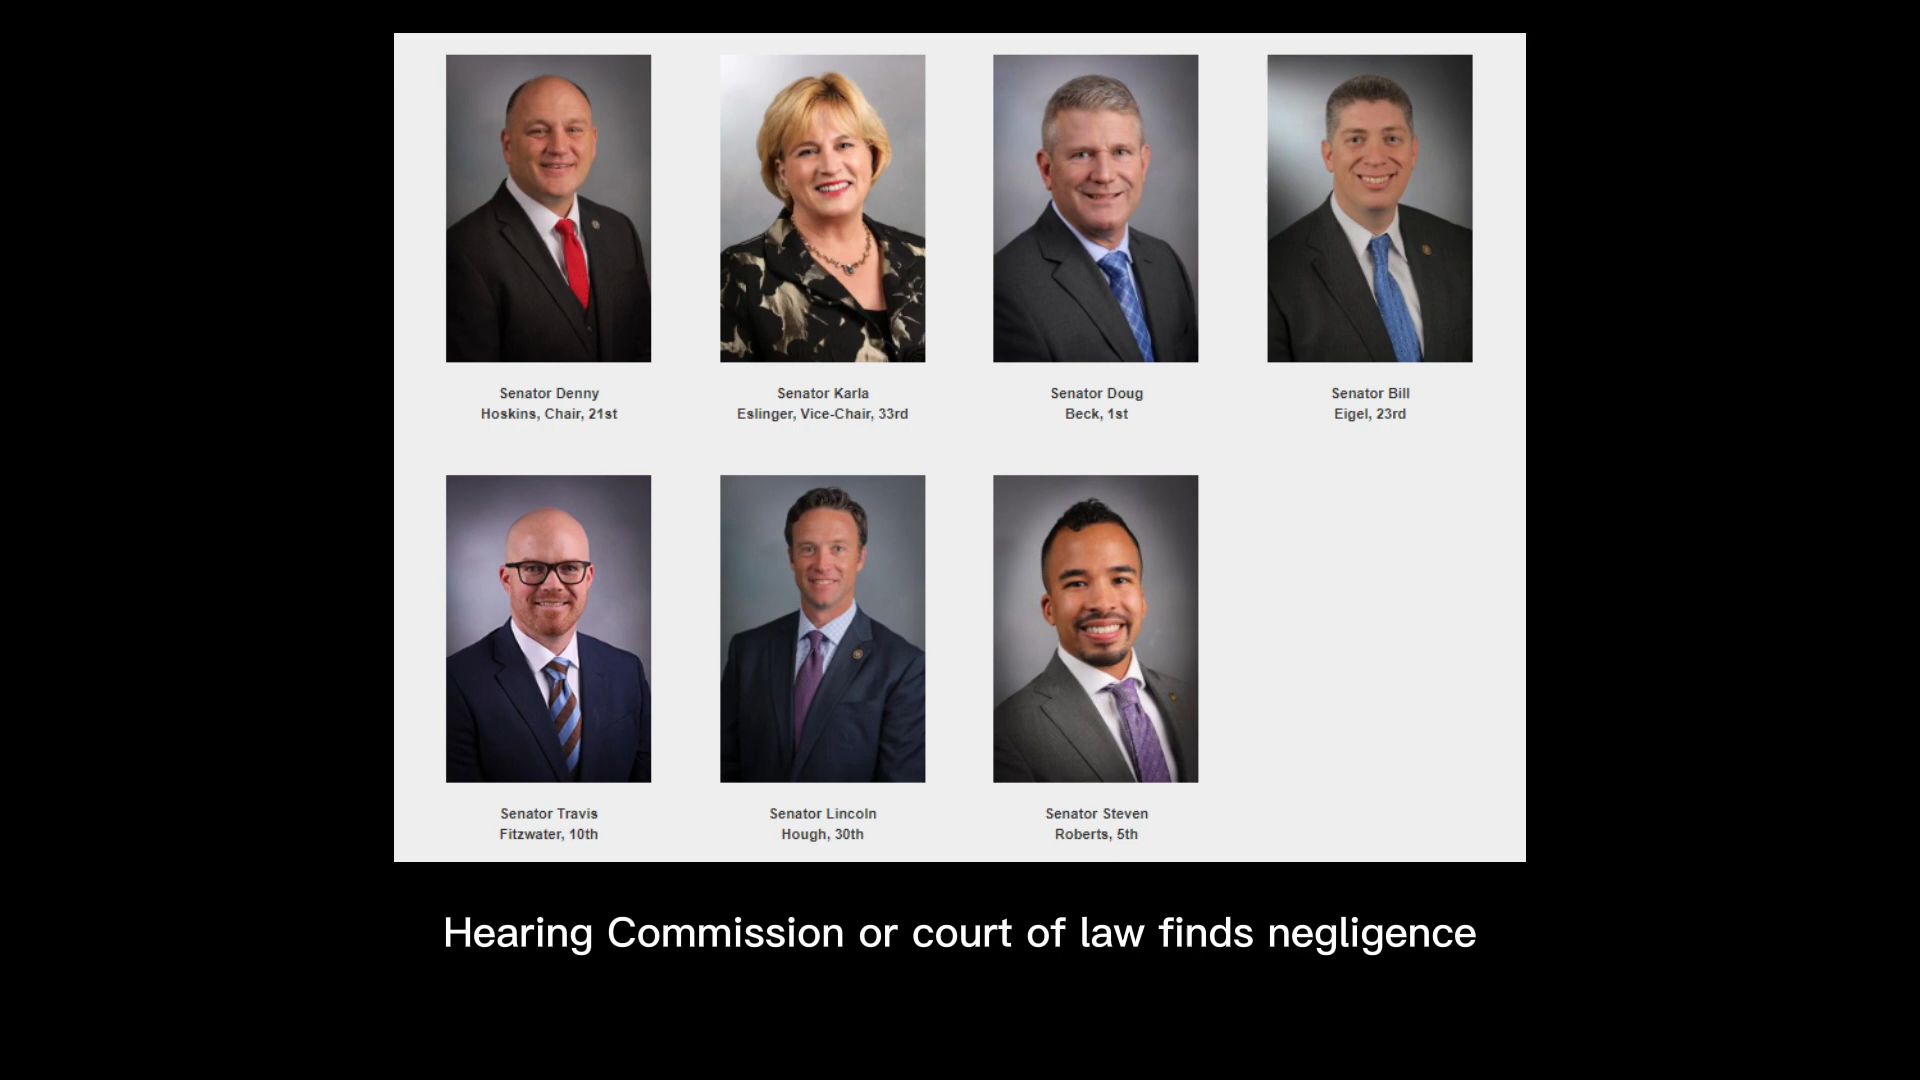 Senator Denny
Hoskins, Chair, 21st
Senator Karla
Eslinger, Vice-Chair, 33rd
Senator Doug
Beck, 1st
Senator Bill
Eigel, 23rd
Senator Travis
Fitzwater, 10th
Senator Lincoln
Hough, 30th
Senator Steven
Roberts, 5th
Hearing Commission or court of law finds negligence